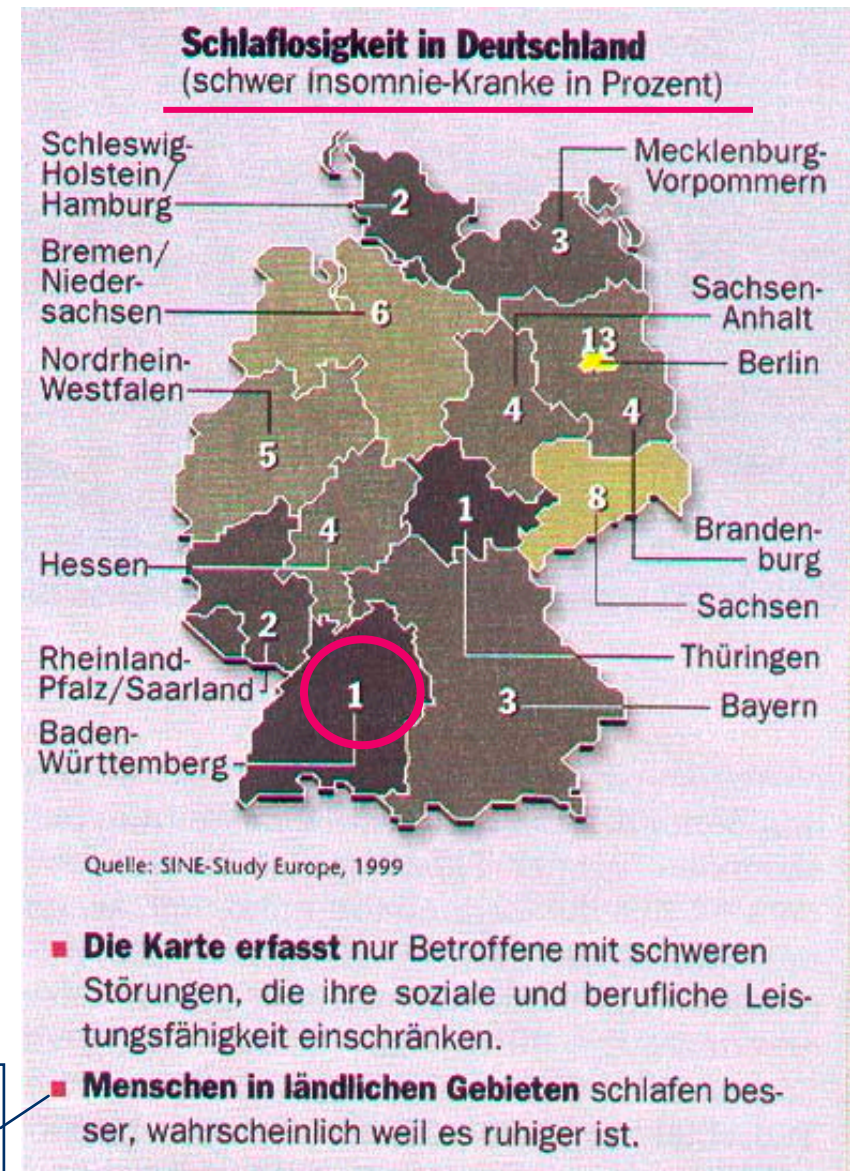 Schlaflosigkeit in Deutschland
(schwer Insomnie-Kranke in Prozent)
Schleswig-
Holstein/
Hamburg
2
Mecklenburg-
Vorpommern
3
Bremen/
Nieder-
sachsen
6
Sachsen-
Anhalt
4
13
Berlin
Nordrhein-
Westfalen
5
4
Branden-
burg
8
Sachsen
Hessen
4
1
Thüringen
Rheinland-
Pfalz/Saarland
2
3
Bayern
Baden-
Württemberg
1
Quelle: SINE-Study Europe, 1999
Die Karte erfasst nur Betroffene mit schweren
Störungen, die ihre soziale und berufliche Leis-
tungsfähigkeit einschränken.
Menschen in ländlichen Gebieten schlafen bes-
ser, wahrscheinlich weil es ruhiger ist.